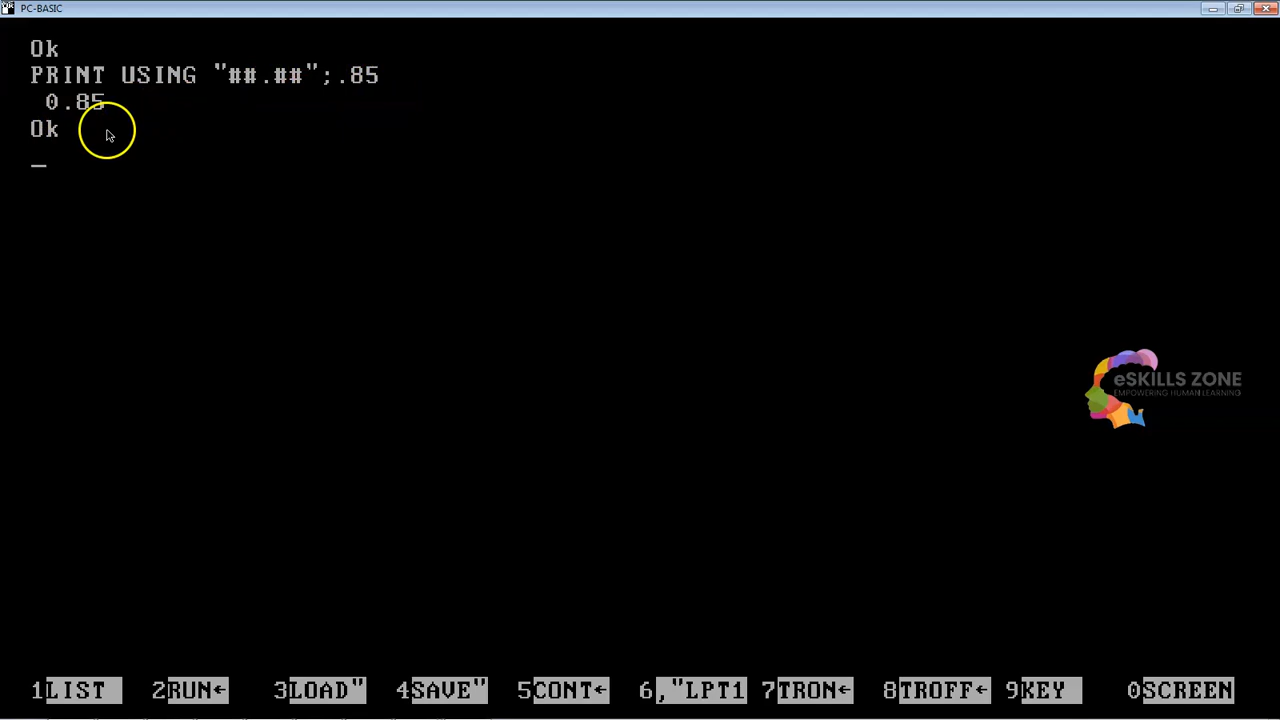 PC-BASIC
Ok
PRINT USING "##.##";.85
0.85
Ok
eSKILLS ZONE
EMPOWERING HUMAN LEARNING
1LIST 2RUN← 3LOAD" 4SAVE" 5CONT← 6,"LPT1 7TRON← 8TROFF← 9KEY 0SCREEN